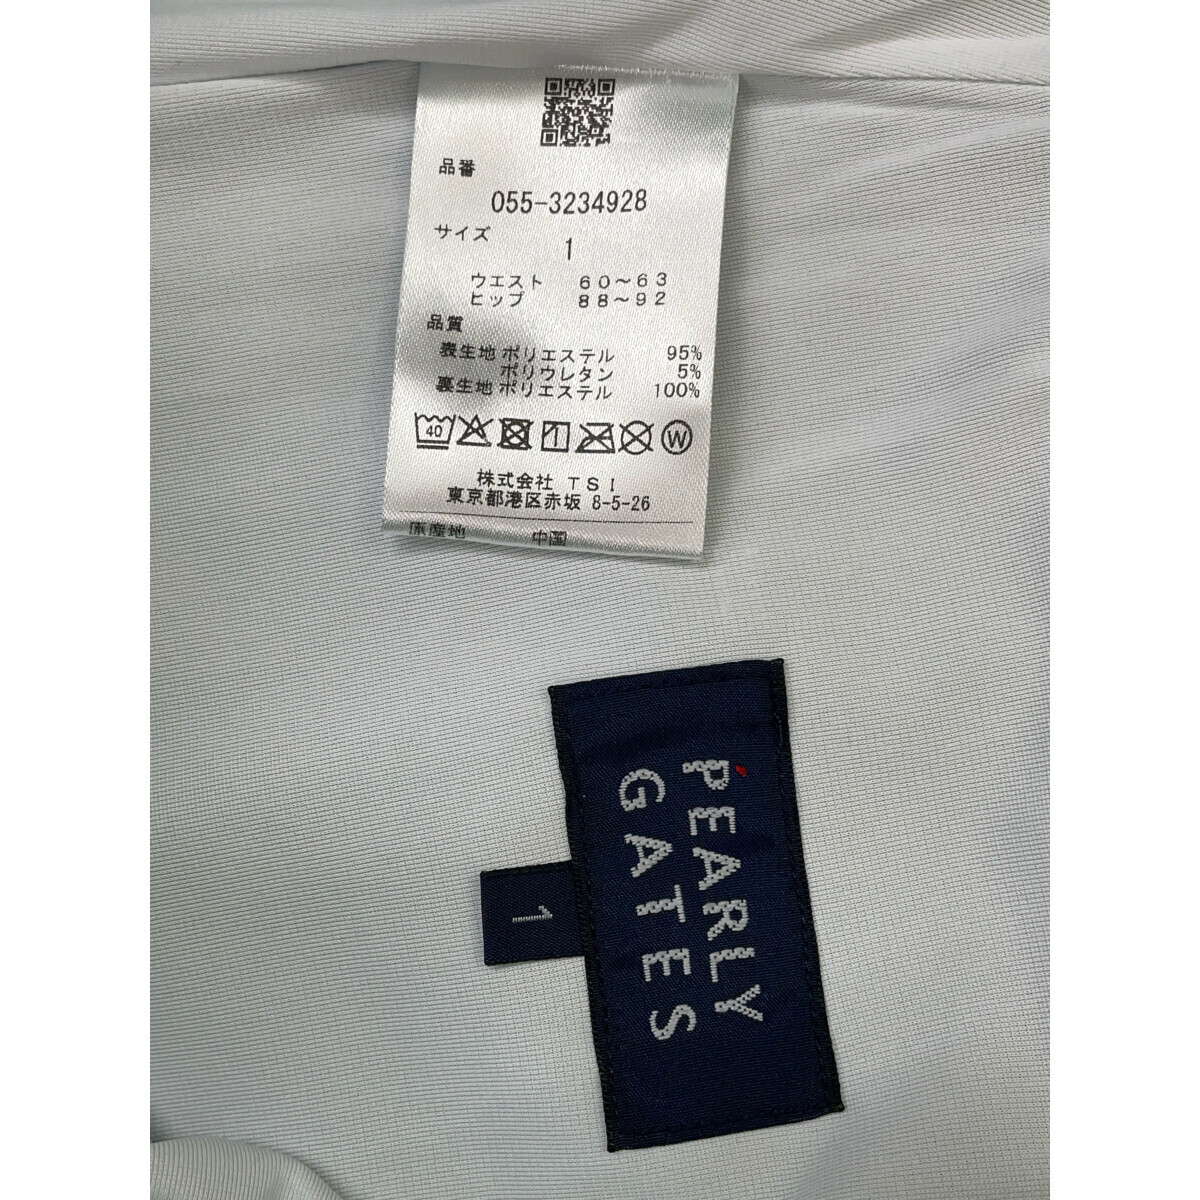 品番
055-3234928
サイズ
1
ウエスト 60～63
ヒップ 88～92
品質
表生地 ポリエステル 95%
ポリウレタン 5%
裏生地 ポリエステル 100%
40 1 W
株式会社 TSI
東京都港区赤坂 8-5-26
原産地 中国
PEARLY
GATES
1